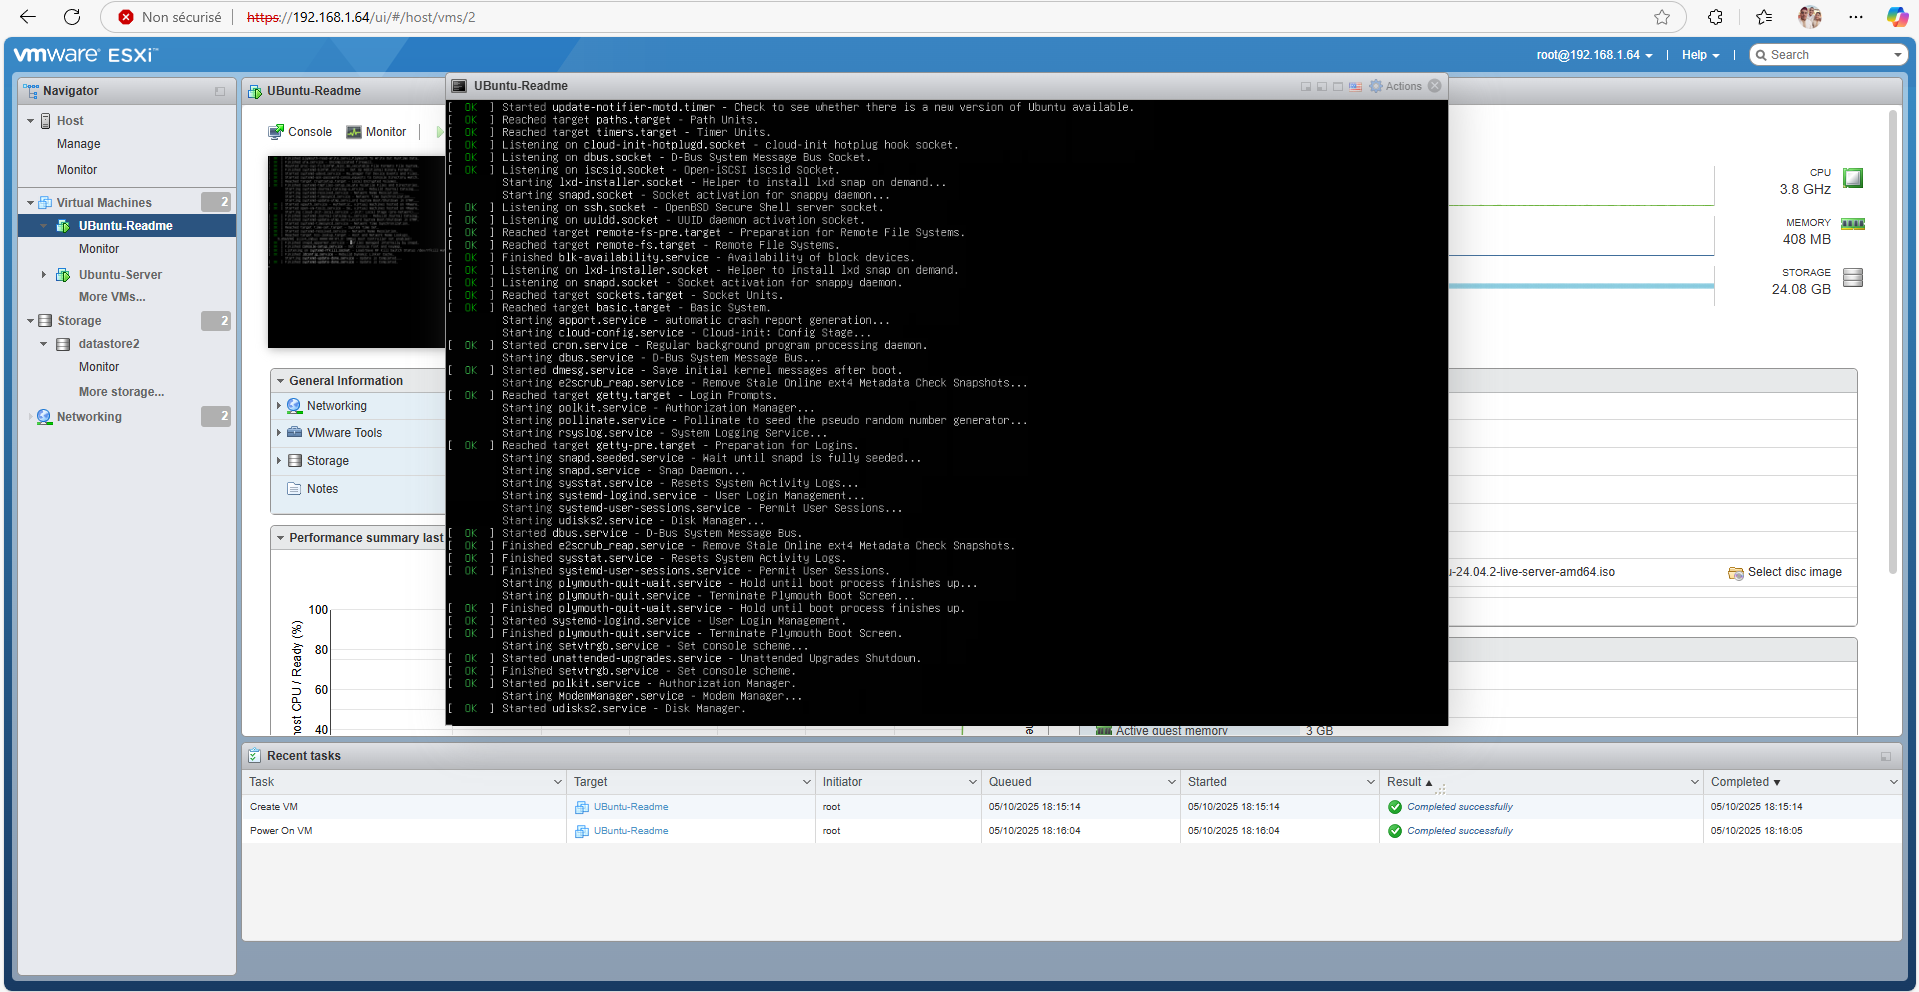 Non sécurisé
https://192.168.1.64/ui/#/host/vms/2
vmware ESXi™
root@192.168.1.64
Help
Search
Navigator
Host
Manage
Monitor
Virtual Machines
2
UBuntu-Readme
Monitor
Ubuntu-Server
More VMs...
Storage
2
datastore2
Monitor
More storage...
Networking
2
UBuntu-Readme
Console
Monitor
General Information
Networking
VMware Tools
Storage
Notes
Performance summary last
100
80
60
40
host CPU / Ready (%)
UBuntu-Readme
Actions
[ OK ] Started update-notifier-motd.timer - Check to see whether there is a new version of Ubuntu available.
[ OK ] Reached target paths.target - Path Units.
[ OK ] Reached target timers.target - Timer Units.
[ OK ] Listening on cloud-init-hotplugd.socket - cloud-init hotplug hook socket.
[ OK ] Listening on dbus.socket - D-Bus System Message Bus Socket.
[ OK ] Listening on iscsid.socket - Open-iSCSI iscsid Socket.
Starting lxd-installer.socket - Helper to install lxd snap on demand...
Starting snapd.socket - Socket activation for snappy daemon...
[ OK ] Listening on ssh.socket - OpenBSD Secure Shell server socket.
[ OK ] Listening on uuidd.socket - UUID daemon activation socket.
[ OK ] Reached target remote-fs-pre.target - Preparation for Remote File Systems.
[ OK ] Reached target remote-fs.target - Remote File Systems.
[ OK ] Finished blk-availability.service - Availability of block devices.
[ OK ] Listening on lxd-installer.socket - Helper to install lxd snap on demand.
[ OK ] Listening on snapd.socket - Socket activation for snappy daemon.
[ OK ] Reached target sockets.target - Socket Units.
[ OK ] Reached target basic.target - Basic System.
Starting apport.service - automatic crash report generation...
Starting cloud-config.service - Cloud-init: Config Stage...
[ OK ] Started cron.service - Regular background program processing daemon.
Starting dbus.service - D-Bus System Message Bus...
[ OK ] Started dmesg.service - Save initial kernel messages after boot.
Starting e2scrub_reap.service - Remove Stale Online ext4 Metadata Check Snapshots...
[ OK ] Reached target getty.target - Login Prompts.
Starting polkit.service - Authorization Manager...
Starting pollinate.service - Pollinate to seed the pseudo random number generator...
Starting rsyslog.service - System Logging Service...
[ OK ] Reached target getty-pre.target - Preparation for Logins.
Starting snapd.seeded.service - Wait until snapd is fully seeded...
Starting snapd.service - Snap Daemon...
Starting sysstat.service - Resets System Activity Logs...
Starting systemd-logind.service - User Login Management...
Starting systemd-user-sessions.service - Permit User Sessions...
Starting udisks2.service - Disk Manager...
[ OK ] Started dbus.service - D-Bus System Message Bus.
[ OK ] Finished e2scrub_reap.service - Remove Stale Online ext4 Metadata Check Snapshots.
[ OK ] Finished sysstat.service - Resets System Activity Logs.
[ OK ] Finished systemd-user-sessions.service - Permit User Sessions.
Starting plymouth-quit-wait.service - Hold until boot process finishes up...
Starting plymouth-quit.service - Terminate Plymouth Boot Screen...
[ OK ] Finished plymouth-quit-wait.service - Hold until boot process finishes up.
[ OK ] Started systemd-logind.service - User Login Management.
[ OK ] Finished plymouth-quit.service - Terminate Plymouth Boot Screen.
Starting setvtrgb.service - Set console scheme...
[ OK ] Started unattended-upgrades.service - Unattended Upgrades Shutdown.
[ OK ] Finished setvtrgb.service - Set console scheme.
[ OK ] Started polkit.service - Authorization Manager.
Starting ModemManager.service - Modem Manager...
[ OK ] Started udisks2.service - Disk Manager.
CPU
3.8 GHz
MEMORY
408 MB
STORAGE
24.08 GB
u-24.04.2-live-server-amd64.iso
Select disc image
Active guest memory
3 GB
Recent tasks
Task Target Initiator Queued Started Result Completed
Create VM UBuntu-Readme root 05/10/2025 18:15:14 05/10/2025 18:15:14 Completed successfully 05/10/2025 18:15:14
Power On VM UBuntu-Readme root 05/10/2025 18:16:04 05/10/2025 18:16:04 Completed successfully 05/10/2025 18:16:05